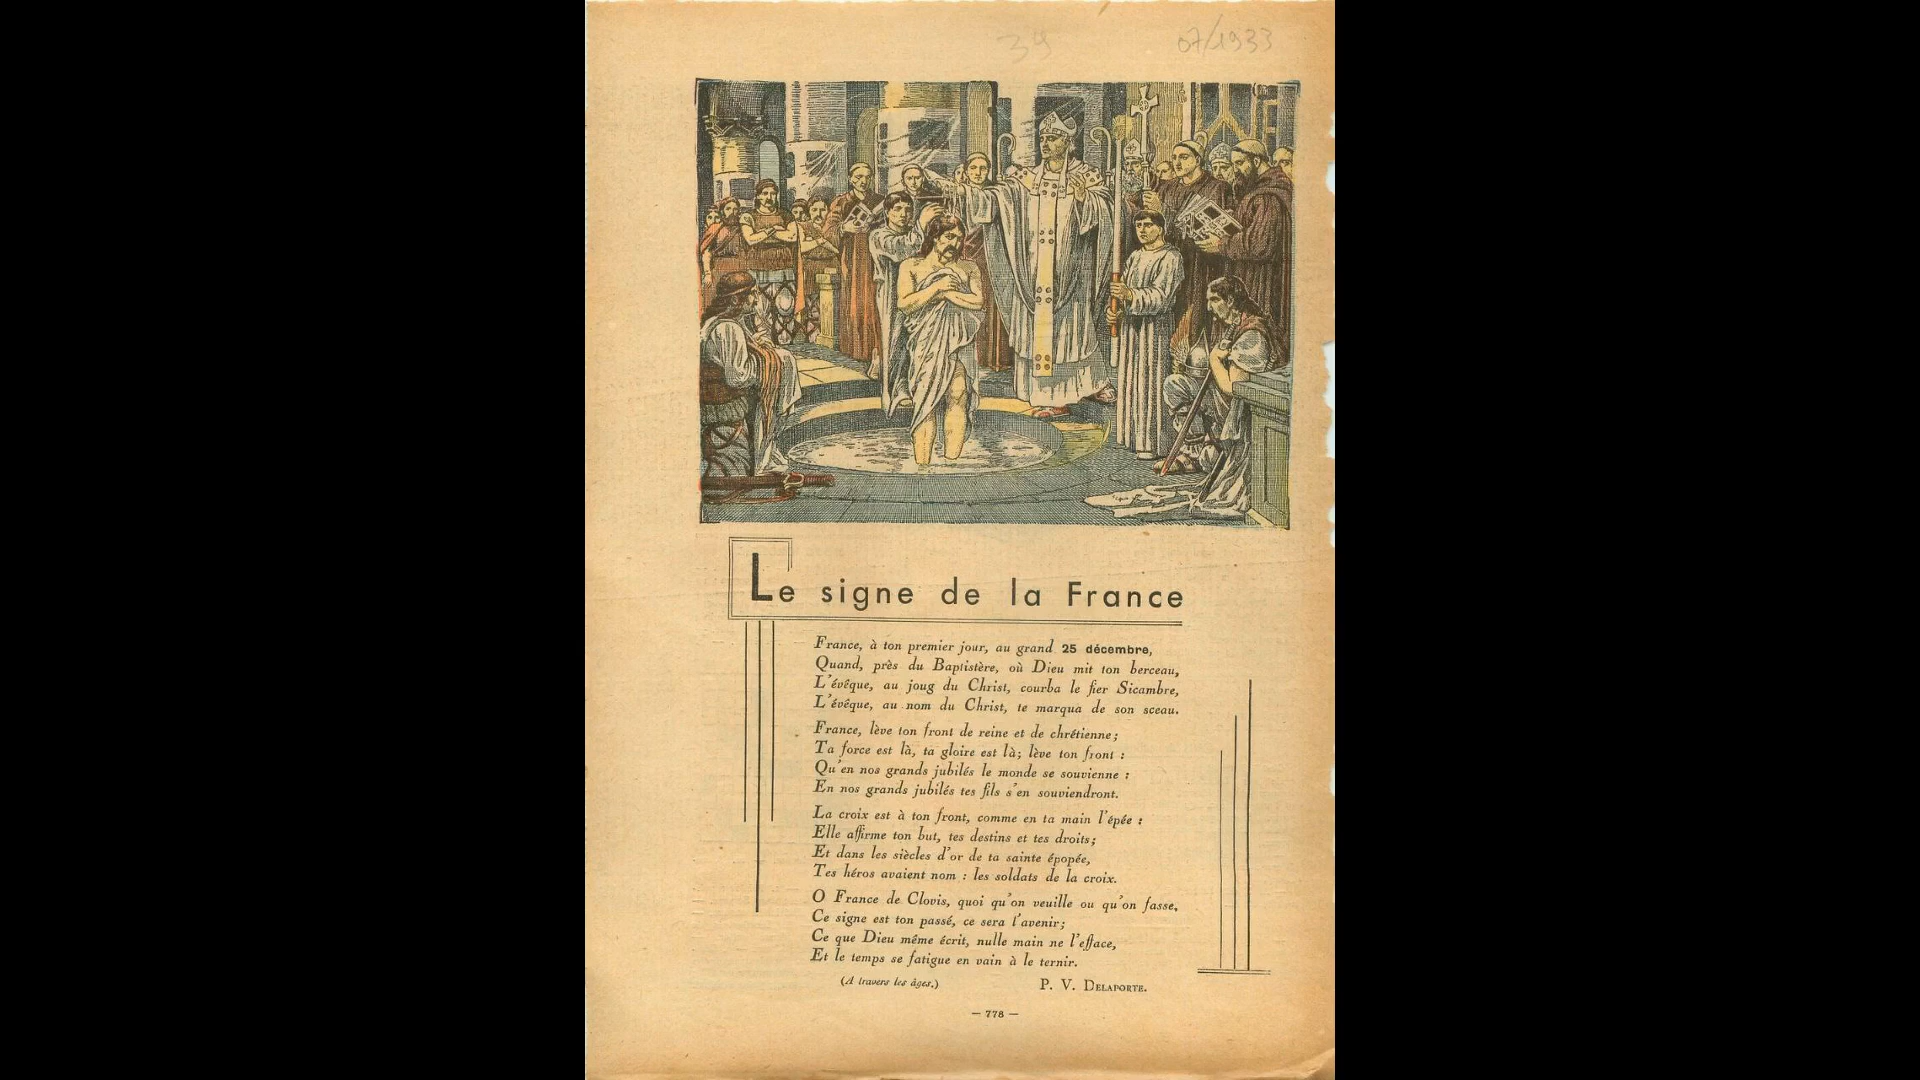 39
07/1933
Le signe de la France
France, à ton premier jour, au grand 25 décembre,
Quand, près du Baptistère, où Dieu mit ton berceau,
L'évêque, au joug du Christ, courba le fier Sicambre,
L'évêque, au nom du Christ, te marqua de son sceau.
France, lève ton front de reine et de chrétienne ;
Ta force est là, ta gloire est là ; lève ton front :
Qu'en nos grands jubilés le monde se souvienne :
En nos grands jubilés tes fils s'en souviendront.
La croix est à ton front, comme en ta main l'épée :
Elle affirme ton but, tes destins et tes droits ;
Et dans les siècles d'or de ta sainte épopée,
Tes héros avaient nom : les soldats de la croix.
O France de Clovis, quoi qu'on veuille ou qu'on fasse,
Ce signe est ton passé, ce sera l'avenir ;
Ce que Dieu même écrit, nulle main ne l'efface,
Et le temps se fatigue en vain à le ternir.
(A travers les âges.) P. V. DELAPORTE.
— 778 —